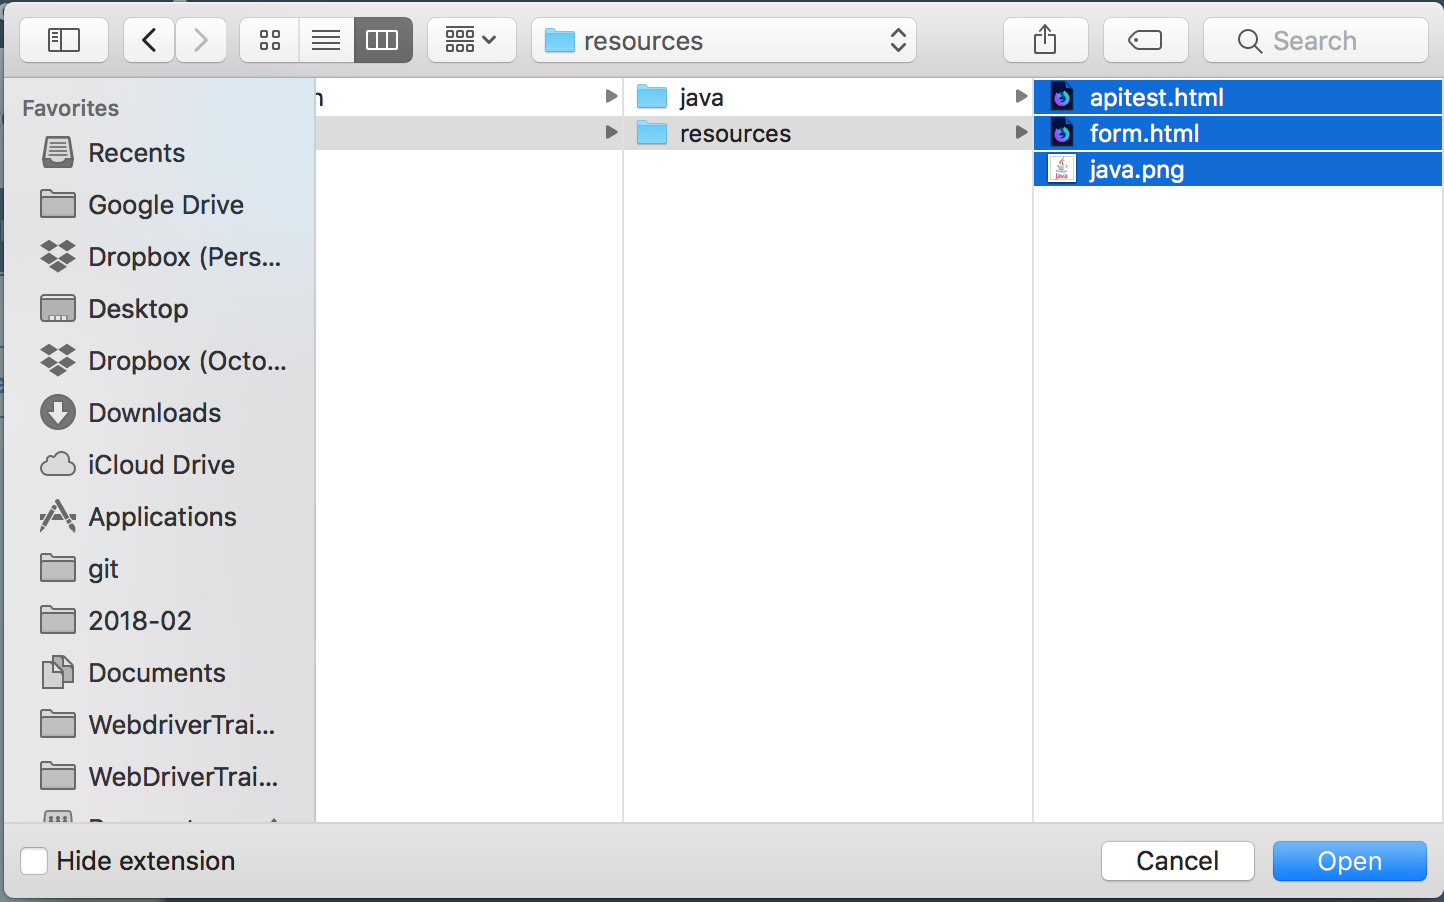 resources
Search
Favorites
Recents
Google Drive
Dropbox (Pers...
Desktop
Dropbox (Octo...
Downloads
iCloud Drive
Applications
git
2018-02
Documents
WebdriverTrai...
WebDriverTrai...
java
resources
apitest.html
form.html
java.png
Hide extension
Cancel
Open